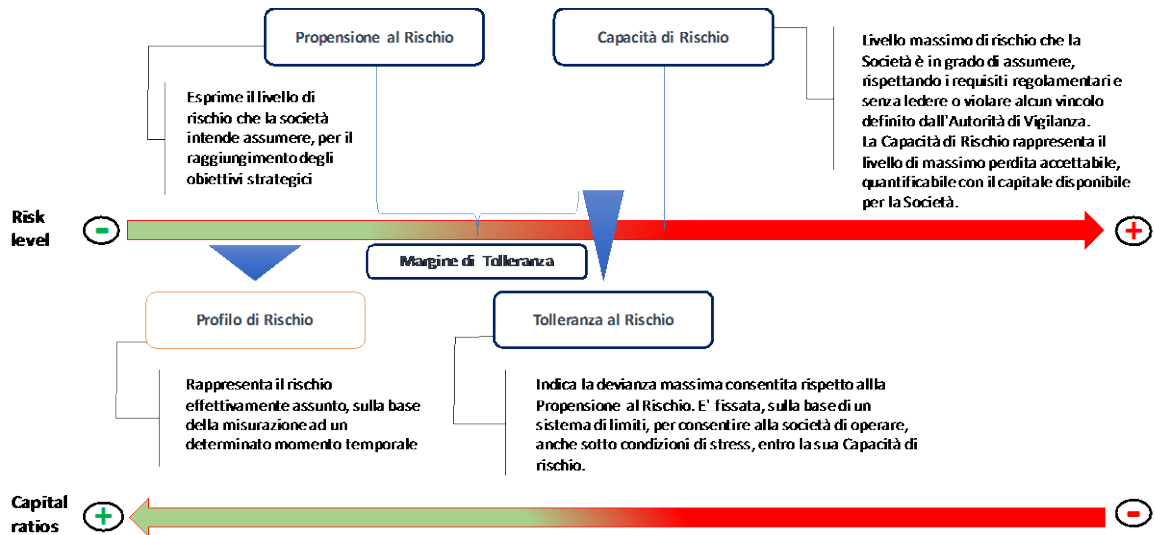 Propensione al Rischio
Capacità di Rischio
Esprime il livello di
rischio che la società
intende assumere, per il
raggiungimento degli
obiettivi strategici
Livello massimo di rischio che la
Società è in grado di assumere,
rispettando i requisiti regolamentari e
senza ledere o violare alcun vincolo
definito dall'Autorità di Vigilanza.
La Capacità di Rischio rappresenta il
livello di massimo perdita accettabile,
quantificabile con il capitale disponibile
per la Società.
Risk
level
-
+
Margine di Tolleranza
Profilo di Rischio
Tolleranza al Rischio
Rappresenta il rischio
effettivamente assunto, sulla base
della misurazione ad un
determinato momento temporale
Indica la devianza massima consentita rispetto allla
Propensione al Rischio. E' fissata, sulla base di un
sistema di limiti, per consentire alla società di operare,
anche sotto condizioni di stress, entro la sua Capacità di
rischio.
Capital
ratios
+
-